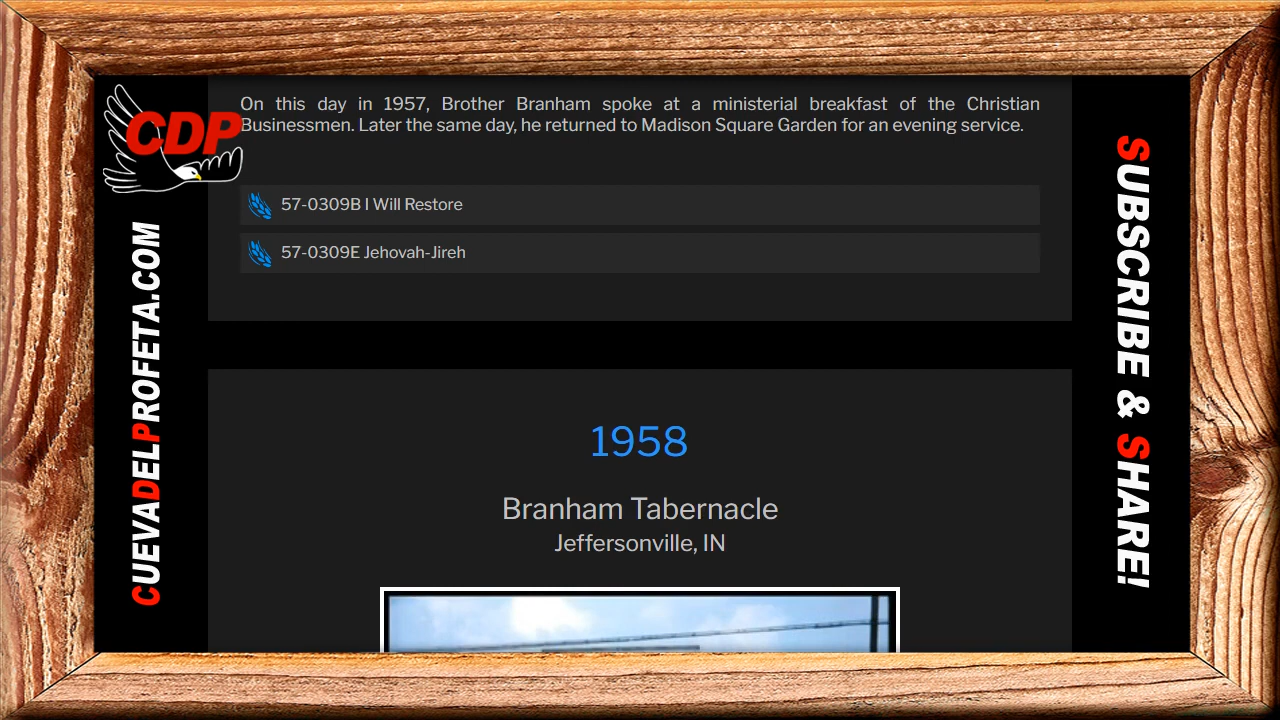 On this day in 1957, Brother Branham spoke at a ministerial breakfast of the Christian
Businessmen. Later the same day, he returned to Madison Square Garden for an evening service.
CDP
57-0309B I Will Restore
57-0309E Jehovah-Jireh
CUEVADELPROFETA.COM
SUBSCRIBE & SHARE!
1958
Branham Tabernacle
Jeffersonville, IN